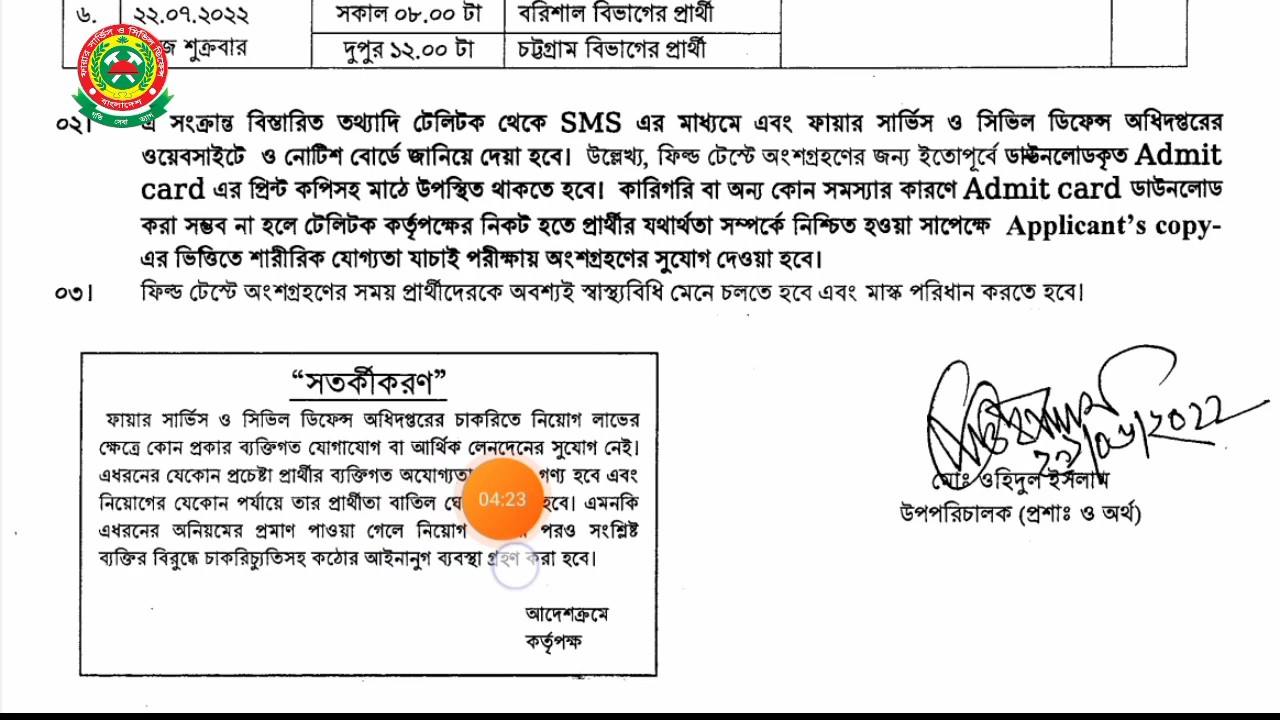 ৬. ২২.০৭.২০২২ সকাল ০৮.০০ টা বরিশাল বিভাগের প্রার্থী
শুক্রবার দুপুর ১২.০০ টা চট্টগ্রাম বিভাগের প্রার্থী
ফায়ার সার্ভিস ও সিভিল ডিফেন্স
বাংলাদেশ
গতি সেবা ত্যাগ
০২। এ সংক্রান্ত বিস্তারিত তথ্যাদি টেলিটক থেকে SMS এর মাধ্যমে এবং ফায়ার সার্ভিস ও সিভিল ডিফেন্স অধিদপ্তরের
ওয়েবসাইটে ও নোটিশ বোর্ডে জানিয়ে দেয়া হবে। উল্লেখ্য, ফিল্ড টেস্টে অংশগ্রহণের জন্য ইতোপূর্বে ডাউনলোডকৃত Admit
card এর প্রিন্ট কপিসহ মাঠে উপস্থিত থাকতে হবে। কারিগরি বা অন্য কোন সমস্যার কারণে Admit card ডাউনলোড
করা সম্ভব না হলে টেলিটক কর্তৃপক্ষের নিকট হতে প্রার্থীর যথার্থতা সম্পর্কে নিশ্চিত হওয়া সাপেক্ষে Applicant's copy-
এর ভিত্তিতে শারীরিক যোগ্যতা যাচাই পরীক্ষায় অংশগ্রহণের সুযোগ দেওয়া হবে।
০৩। ফিল্ড টেস্টে অংশগ্রহণের সময় প্রার্থীদেরকে অবশ্যই স্বাস্থ্যবিধি মেনে চলতে হবে এবং মাস্ক পরিধান করতে হবে।
“সতর্কীকরণ”
ফায়ার সার্ভিস ও সিভিল ডিফেন্স অধিদপ্তরের চাকরিতে নিয়োগ লাভের
ক্ষেত্রে কোন প্রকার ব্যক্তিগত যোগাযোগ বা আর্থিক লেনদেনের সুযোগ নেই।
এধরনের যেকোন প্রচেষ্টা প্রার্থীর ব্যক্তিগত অযোগ্যতা গণ্য হবে এবং
নিয়োগের যেকোন পর্যায়ে তার প্রার্থীতা বাতিল হবে। এমনকি
04:23
এধরনের অনিয়মের প্রমাণ পাওয়া গেলে নিয়োগ পরও সংশ্লিষ্ট
ব্যক্তির বিরুদ্ধে চাকরিচ্যুতিসহ কঠোর আইনানুগ ব্যবস্থা গ্রহণ করা হবে।
আদেশক্রমে
কর্তৃপক্ষ
মোঃ ওহিদুল ইসলাম
উপপরিচালক (প্রশাঃ ও অর্থ)